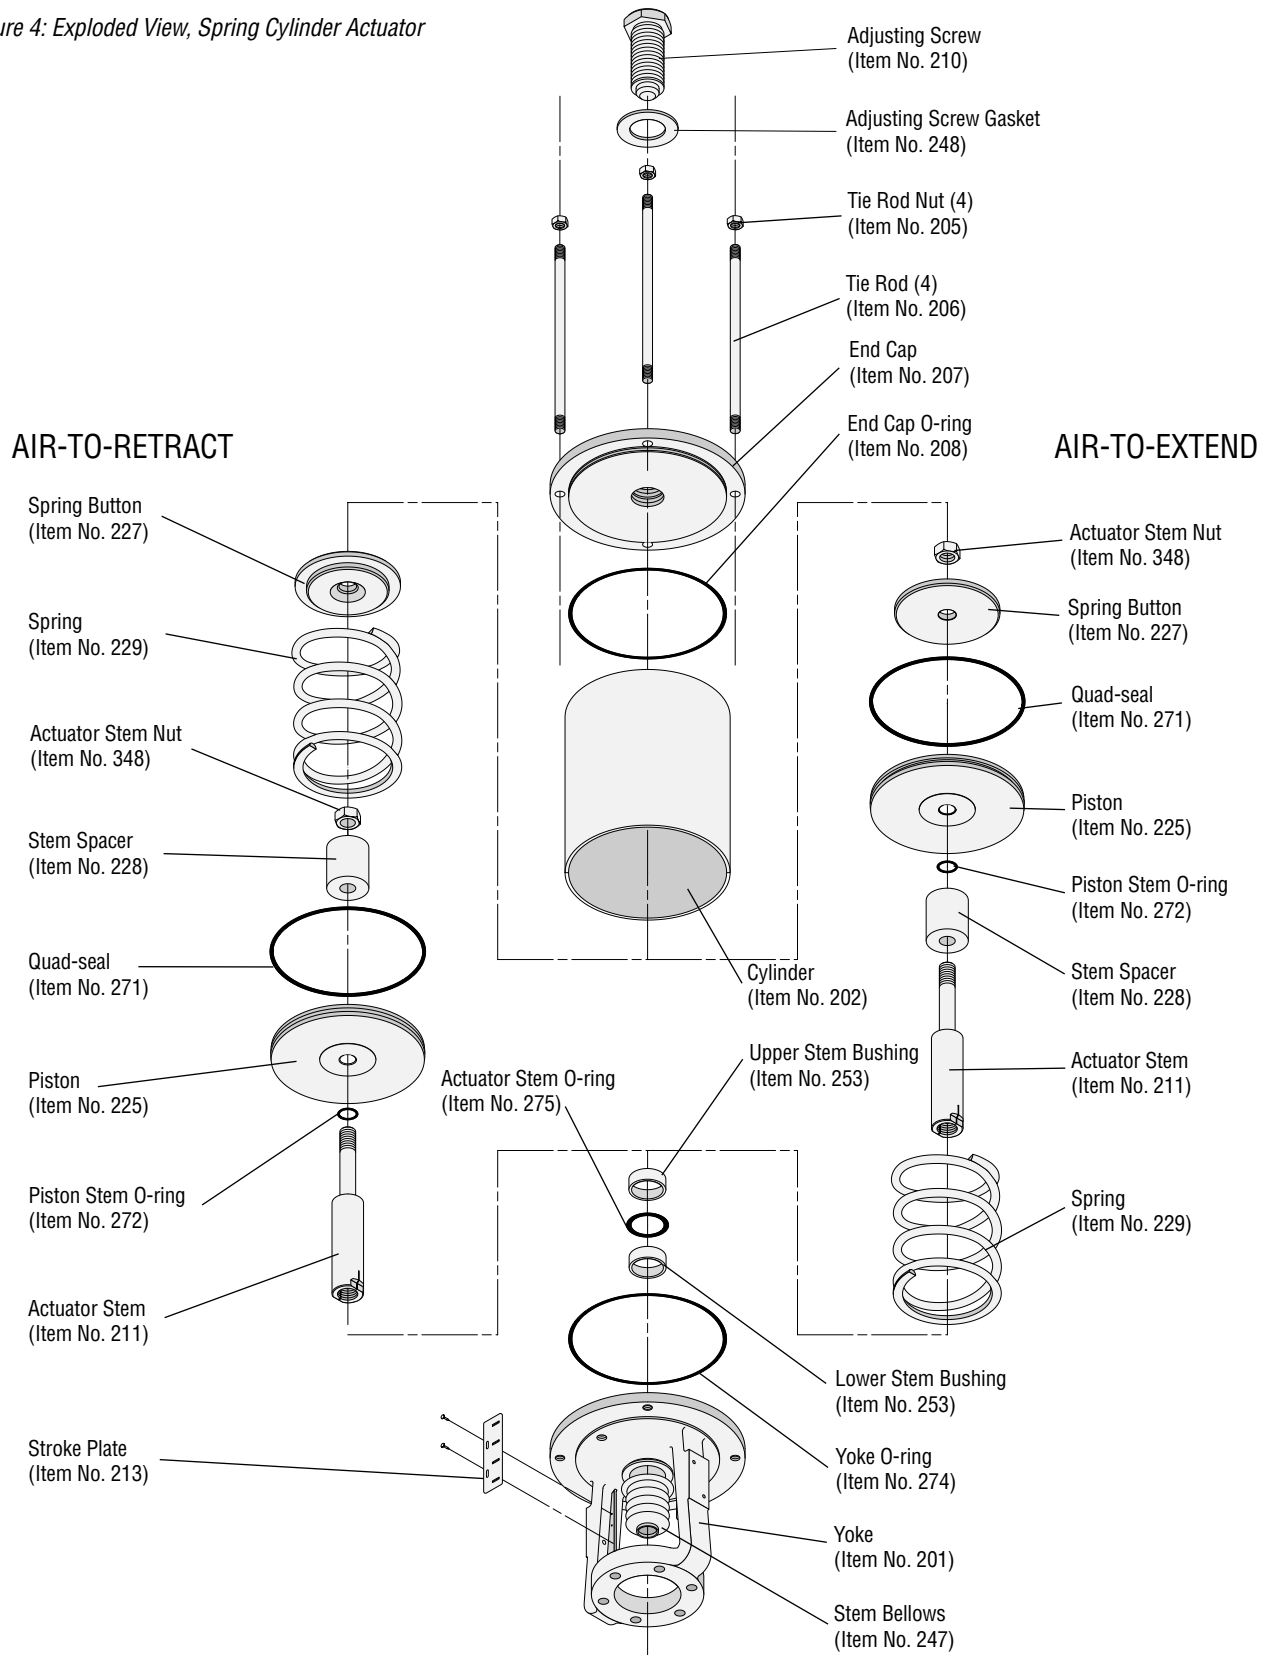 ure 4: Exploded View, Spring Cylinder Actuator
Adjusting Screw
(Item No. 210)
Adjusting Screw Gasket
(Item No. 248)
Tie Rod Nut (4)
(Item No. 205)
Tie Rod (4)
(Item No. 206)
End Cap
(Item No. 207)
End Cap O-ring
(Item No. 208)
AIR-TO-RETRACT
Spring Button
(Item No. 227)
Spring
(Item No. 229)
Actuator Stem Nut
(Item No. 348)
Stem Spacer
(Item No. 228)
Quad-seal
(Item No. 271)
Piston
(Item No. 225)
Piston Stem O-ring
(Item No. 272)
Actuator Stem
(Item No. 211)
Stroke Plate
(Item No. 213)
Cylinder
(Item No. 202)
Upper Stem Bushing
(Item No. 253)
Actuator Stem O-ring
(Item No. 275)
Lower Stem Bushing
(Item No. 253)
Yoke O-ring
(Item No. 274)
Yoke
(Item No. 201)
Stem Bellows
(Item No. 247)
AIR-TO-EXTEND
Actuator Stem Nut
(Item No. 348)
Spring Button
(Item No. 227)
Quad-seal
(Item No. 271)
Piston
(Item No. 225)
Piston Stem O-ring
(Item No. 272)
Stem Spacer
(Item No. 228)
Actuator Stem
(Item No. 211)
Spring
(Item No. 229)